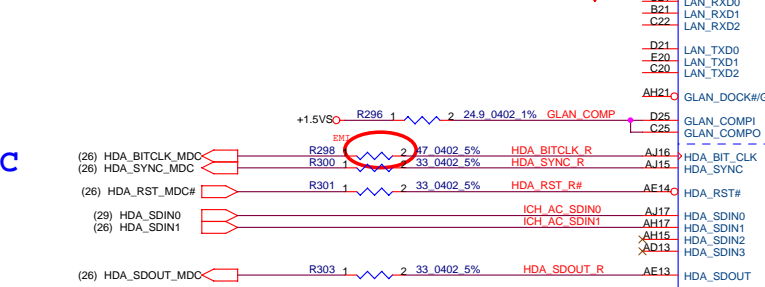 LAN_RXD0
B21 LAN_RXD1
C22 LAN_RXD2
D21 LAN_TXD0
E20 LAN_TXD1
C20 LAN_TXD2
AH21 GLAN_DOCK#/G
+1.5VS R296 1 2 24.9_0402_1% GLAN_COMP D25 GLAN_COMPI
C25 GLAN_COMPO
EMI
C
(26) HDA_BITCLK_MDC R298 2 47_0402_5% HDA_BITCLK_R AJ16 HDA_BIT_CLK
(26) HDA_SYNC_MDC R300 1 2 33_0402_5% HDA_SYNC_R AJ15 HDA_SYNC
(26) HDA_RST_MDC# R301 1 2 33_0402_5% HDA_RST_R# AE14 HDA_RST#
(29) HDA_SDIN0 ICH_AC_SDIN0 AJ17 HDA_SDIN0
(26) HDA_SDIN1 ICH_AC_SDIN1 AH17 HDA_SDIN1
AH15 HDA_SDIN2
AD13 HDA_SDIN3
(26) HDA_SDOUT_MDC R303 1 2 33_0402_5% HDA_SDOUT_R AE13 HDA_SDOUT